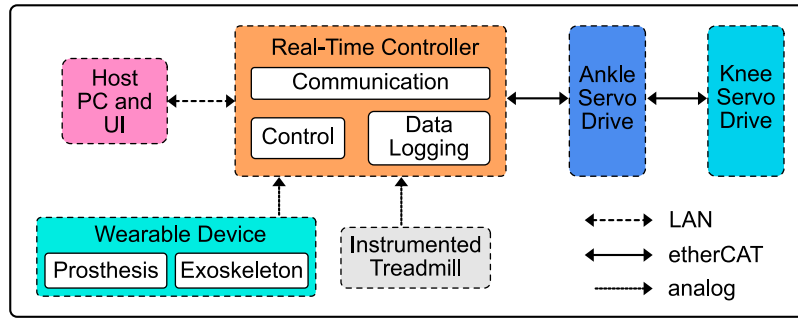 Real-Time Controller
Communication
Control
Data
Logging
Host
PC and
UI
Ankle
Servo
Drive
Knee
Servo
Drive
Wearable Device
Prosthesis
Exoskeleton
Instrumented
Treadmill
LAN
etherCAT
analog